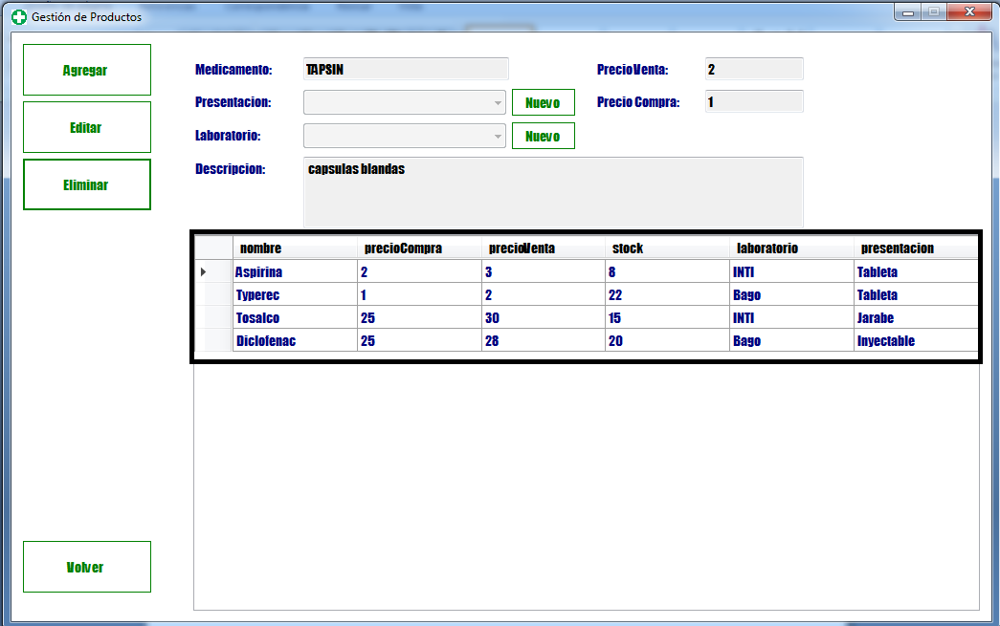 Gestión de Productos
Agregar
Editar
Eliminar
Volver
Medicamento: TAPSIN PrecioVenta: 2
Presentacion: Nuevo Precio Compra: 1
Laboratorio: Nuevo
Descripcion: capsulas blandas
nombre precioCompra precioVenta stock laboratorio presentacion
Aspirina 2 3 8 INTI Tableta
Typerec 1 2 22 Bago Tableta
Tosalco 25 30 15 INTI Jarabe
Diclofenac 25 28 20 Bago Inyectable